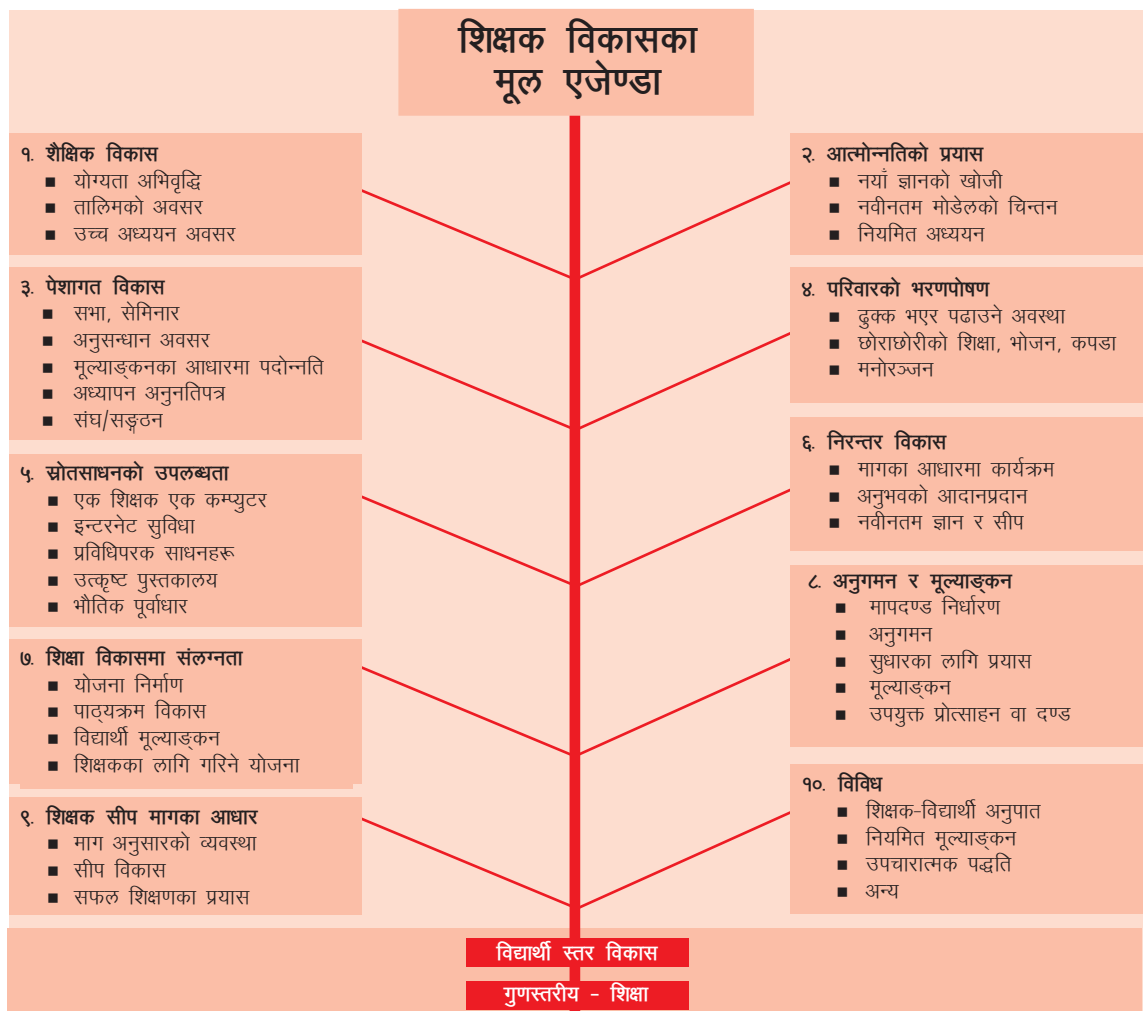 शिक्षक विकासका
मूल एजेण्डा
१. शैक्षिक विकास
■ योग्यता अभिवृद्धि
■ तालिमको अवसर
■ उच्च अध्ययन अवसर
२. आत्मोन्नतिको प्रयास
■ नयाँ ज्ञानको खोजी
■ नवीनतम मोडेलको चिन्तन
■ नियमित अध्ययन
३. पेशागत विकास
■ सभा, सेमिनार
■ अनुसन्धान अवसर
■ मूल्याङ्कनका आधारमा पदोन्नति
■ अध्यापन अनुनतिपत्र
■ संघ/सङ्गठन
४. परिवारको भरणपोषण
■ ढुक्क भएर पढाउने अवस्था
■ छोराछोरीको शिक्षा, भोजन, कपडा
■ मनोरञ्जन
५. स्रोतसाधनको उपलब्धता
■ एक शिक्षक एक कम्प्युटर
■ इन्टरनेट सुविधा
■ प्रविधिपरक साधनहरू
■ उत्कृष्ट पुस्तकालय
■ भौतिक पूर्वाधार
६. निरन्तर विकास
■ मागका आधारमा कार्यक्रम
■ अनुभवको आदानप्रदान
■ नवीनतम ज्ञान र सीप
७. शिक्षा विकासमा संलग्नता
■ योजना निर्माण
■ पाठ्यक्रम विकास
■ विद्यार्थी मूल्याङ्कन
■ शिक्षकका लागि गरिने योजना
८. अनुगमन र मूल्याङ्कन
■ मापदण्ड निर्धारण
■ अनुगमन
■ सुधारका लागि प्रयास
■ मूल्याङ्कन
■ उपयुक्त प्रोत्साहन वा दण्ड
९. शिक्षक सीप मागका आधार
■ माग अनुसारको व्यवस्था
■ सीप विकास
■ सफल शिक्षणका प्रयास
१०. विविध
■ शिक्षक-विद्यार्थी अनुपात
■ नियमित मूल्याङ्कन
■ उपचारात्मक पद्धति
■ अन्य
विद्यार्थी स्तर विकास
गुणस्तरीय - शिक्षा